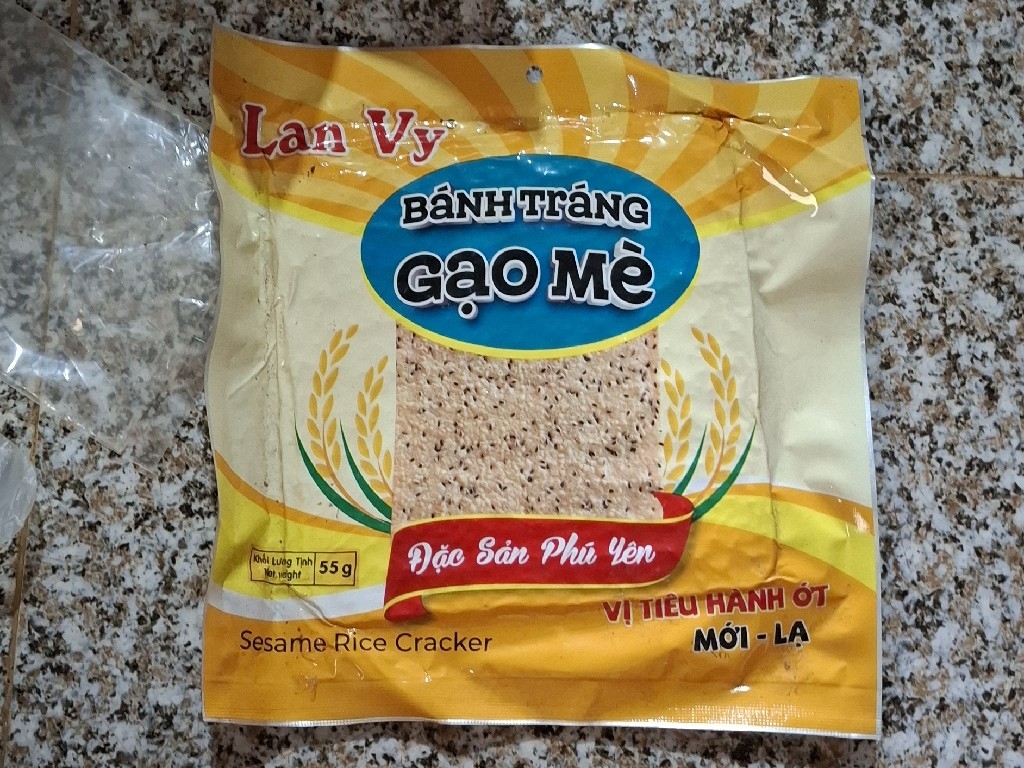 Lan Vy
BÁNH TRÁNG
GẠO MÈ
Đặc Sản Phú Yên
Khối Lượng Tịnh
Net weight
55 g
VỊ TIÊU HÀNH ỚT
MỚI - LẠ
Sesame Rice Cracker